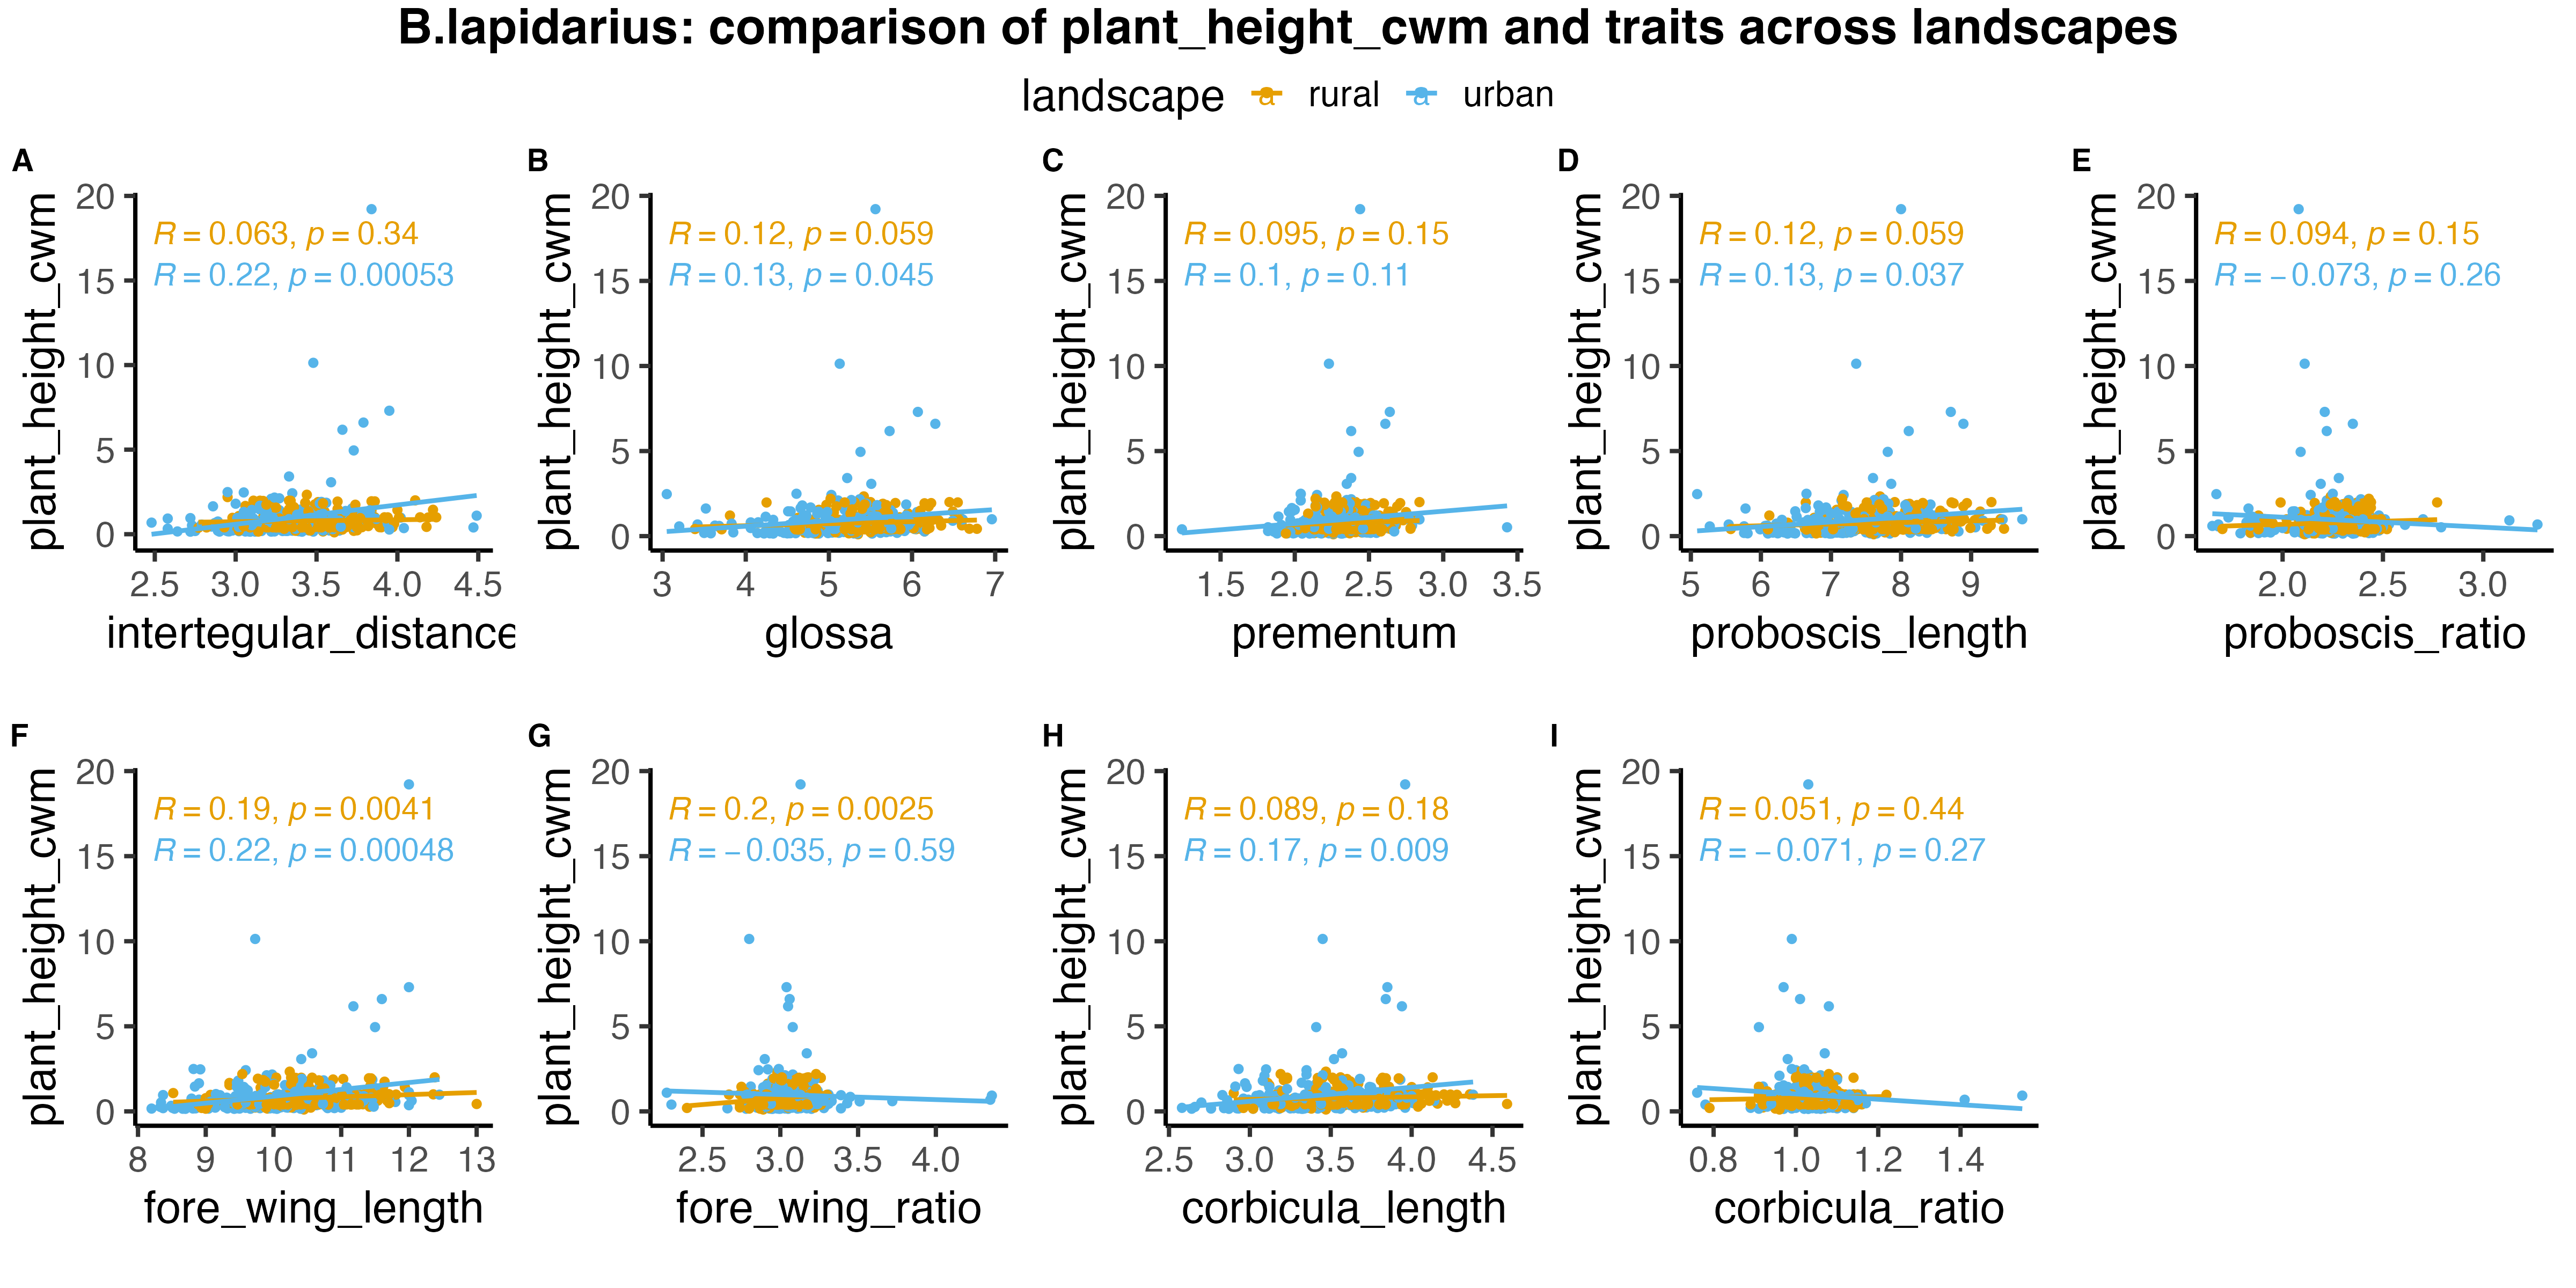 B.lapidarius: comparison of plant_height_cwm and traits across landscapes
landscape a rural a urban
A
plant_height_cwm
20
15
10
5
0
R = 0.063, p = 0.34
R = 0.22, p = 0.00053
2.5 3.0 3.5 4.0 4.5
intertegular_distance
B
plant_height_cwm
20
15
10
5
0
R = 0.12, p = 0.059
R = 0.13, p = 0.045
3 4 5 6 7
glossa
C
plant_height_cwm
20
15
10
5
0
R = 0.095, p = 0.15
R = 0.1, p = 0.11
1.5 2.0 2.5 3.0 3.5
prementum
D
plant_height_cwm
20
15
10
5
0
R = 0.12, p = 0.059
R = 0.13, p = 0.037
5 6 7 8 9
proboscis_length
E
plant_height_cwm
20
15
10
5
0
R = 0.094, p = 0.15
R = −0.073, p = 0.26
2.0 2.5 3.0
proboscis_ratio
F
plant_height_cwm
20
15
10
5
0
R = 0.19, p = 0.0041
R = 0.22, p = 0.00048
8 9 10 11 12 13
fore_wing_length
G
plant_height_cwm
20
15
10
5
0
R = 0.2, p = 0.0025
R = −0.035, p = 0.59
2.5 3.0 3.5 4.0
fore_wing_ratio
H
plant_height_cwm
20
15
10
5
0
R = 0.089, p = 0.18
R = 0.17, p = 0.009
2.5 3.0 3.5 4.0 4.5
corbicula_length
I
plant_height_cwm
20
15
10
5
0
R = 0.051, p = 0.44
R = −0.071, p = 0.27
0.8 1.0 1.2 1.4
corbicula_ratio